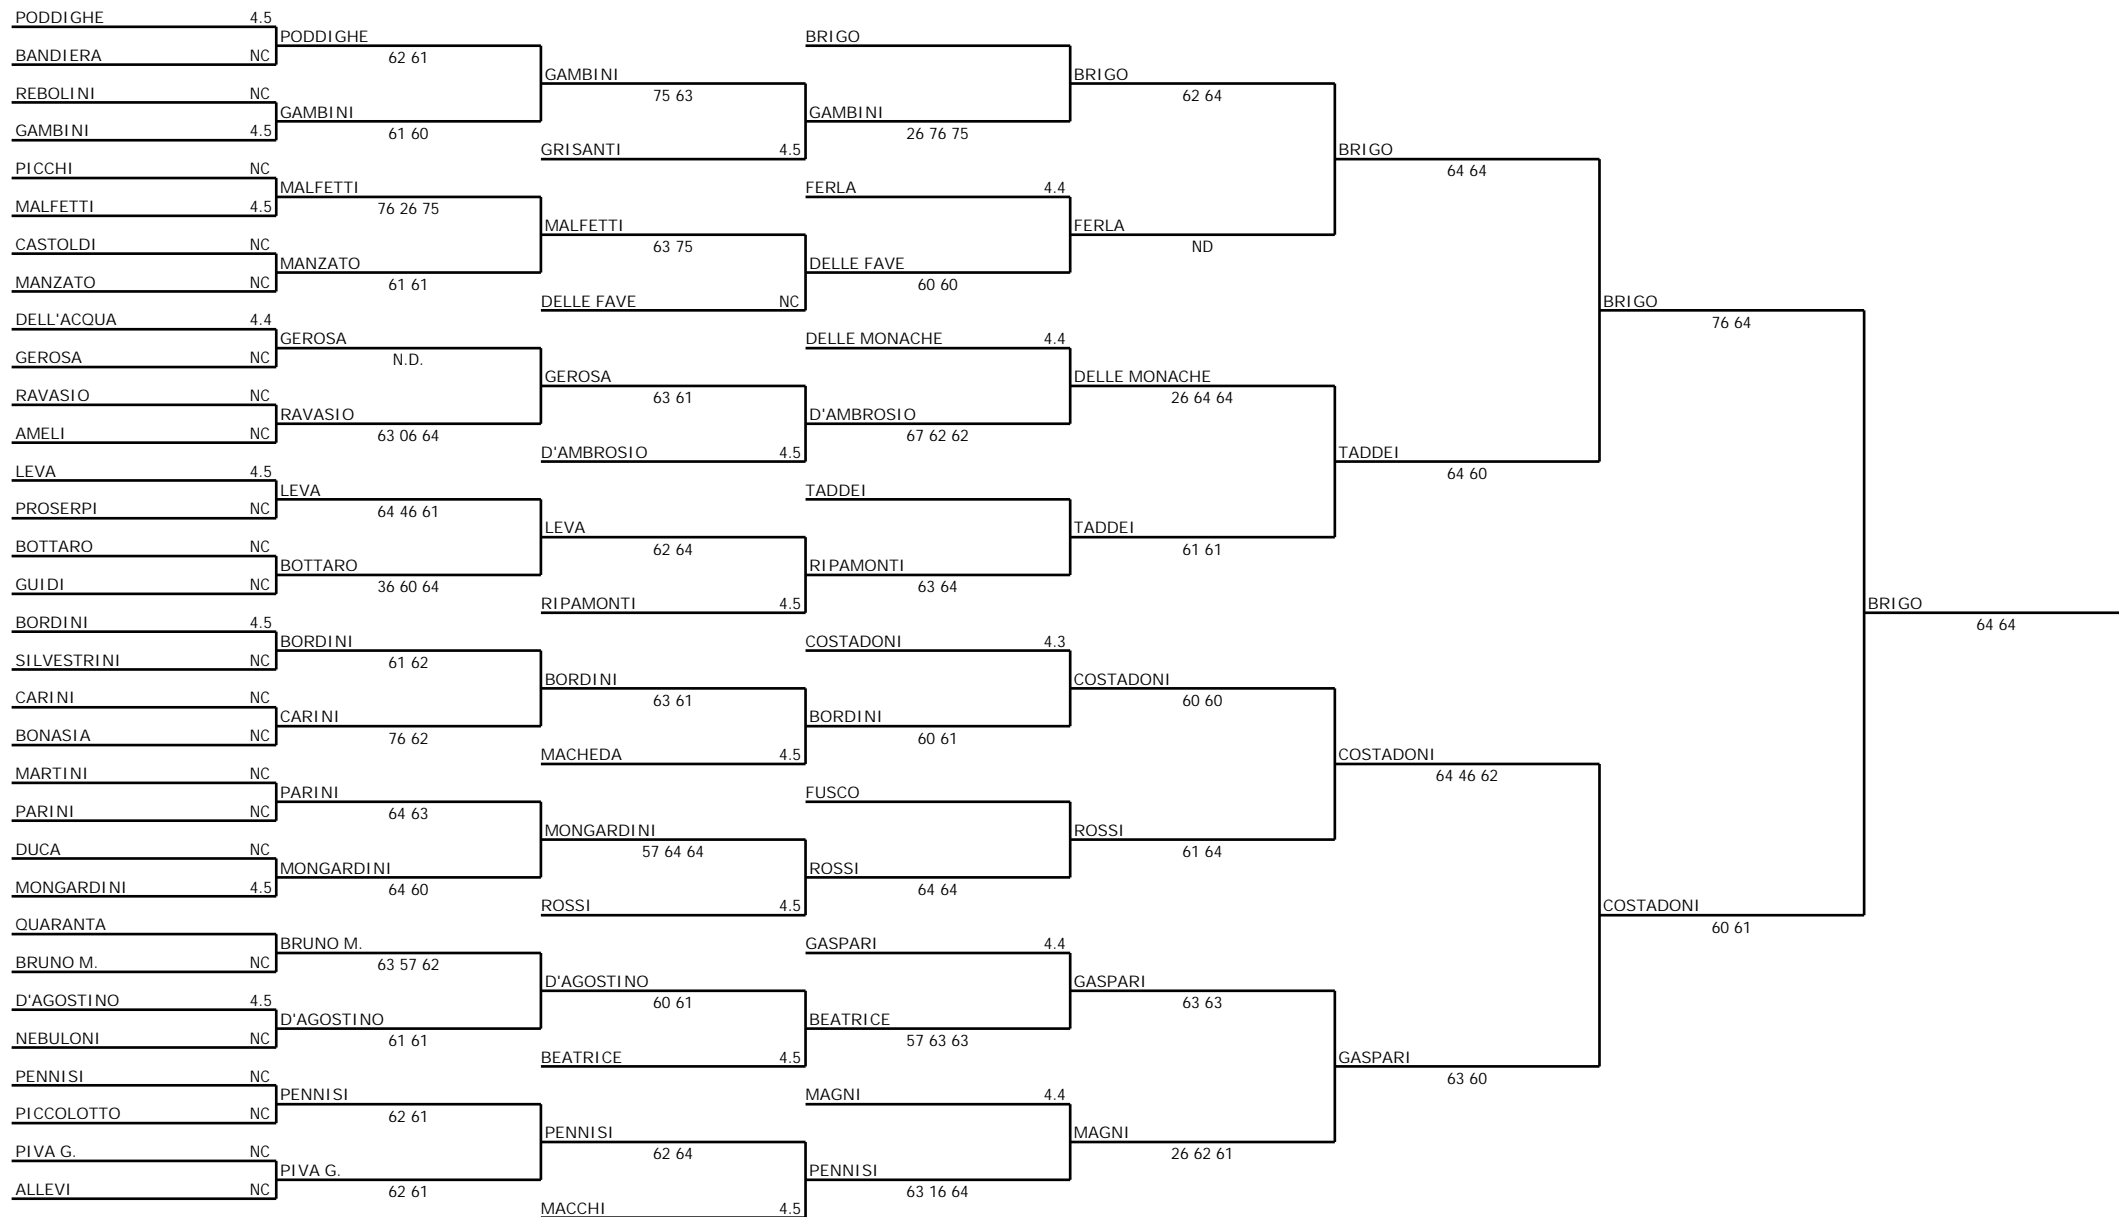 PODDIGHE 4.5
PODDIGHE BRIGO
BANDIERA NC 62 61
GAMBINI BRIGO
REBOLINI NC 75 63 62 64
GAMBINI GAMBINI
GAMBINI 4.5 61 60 26 76 75
GRISANTI 4.5 BRIGO
PICCHI NC 64 64
MALFETTI FERLA 4.4
MALFETTI 4.5 76 26 75
MALFETTI FERLA
CASTOLDI NC 63 75 ND
MANZATO DELLE FAVE
MANZATO NC 61 61 60 60
DELLE FAVE NC BRIGO
DELL'ACQUA 4.4 76 64
GEROSA DELLE MONACHE 4.4
GEROSA NC N.D.
GEROSA DELLE MONACHE
RAVASIO NC 63 61 26 64 64
RAVASIO D'AMBROSIO
AMELI NC 63 06 64 67 62 62
D'AMBROSIO 4.5 TADDEI
LEVA 4.5 64 60
LEVA TADDEI
PROSERPI NC 64 46 61
LEVA TADDEI
BOTTARO NC 62 64 61 61
BOTTARO RIPAMONTI
GUIDI NC 36 60 64 63 64
RIPAMONTI 4.5 BRIGO
BORDINI 4.5 64 64
BORDINI COSTADONI 4.3
SILVESTRINI NC 61 62
BORDINI COSTADONI
CARINI NC 63 61 60 60
CARINI BORDINI
BONASIA NC 76 62 60 61
MACHEDA 4.5 COSTADONI
MARTINI NC 64 46 62
PARINI FUSCO
PARINI NC 64 63
MONGARDINI ROSSI
DUCA NC 57 64 64 61 64
MONGARDINI ROSSI
MONGARDINI 4.5 64 60 64 64
ROSSI 4.5 COSTADONI
QUARANTA 60 61
BRUNO M. GASPARI 4.4
BRUNO M. NC 63 57 62
D'AGOSTINO GASPARI
D'AGOSTINO 4.5 60 61 63 63
D'AGOSTINO BEATRICE
NEBULONI NC 61 61 57 63 63
BEATRICE 4.5 GASPARI
PENNISI NC 63 60
PENNISI MAGNI 4.4
PICCOLOTTO NC 62 61
PENNISI MAGNI
PIVA G. NC 62 64 26 62 61
PIVA G. PENNISI
ALLEVI NC 62 61 63 16 64
MACCHI 4.5